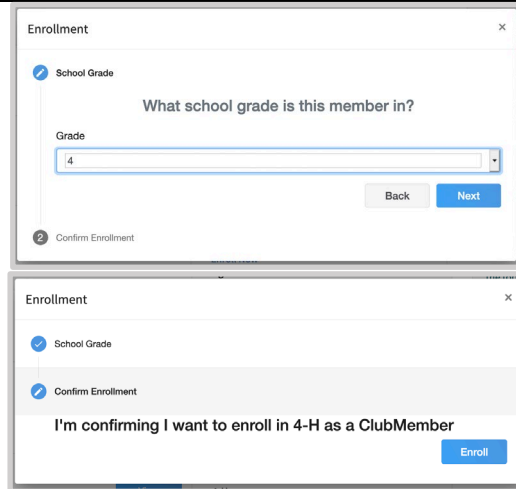 Enrollment
×
School Grade
What school grade is this member in?
Grade
4
Back Next
2 Confirm Enrollment
Enrollment
×
School Grade
Confirm Enrollment
I'm confirming I want to enroll in 4-H as a ClubMember
Enroll